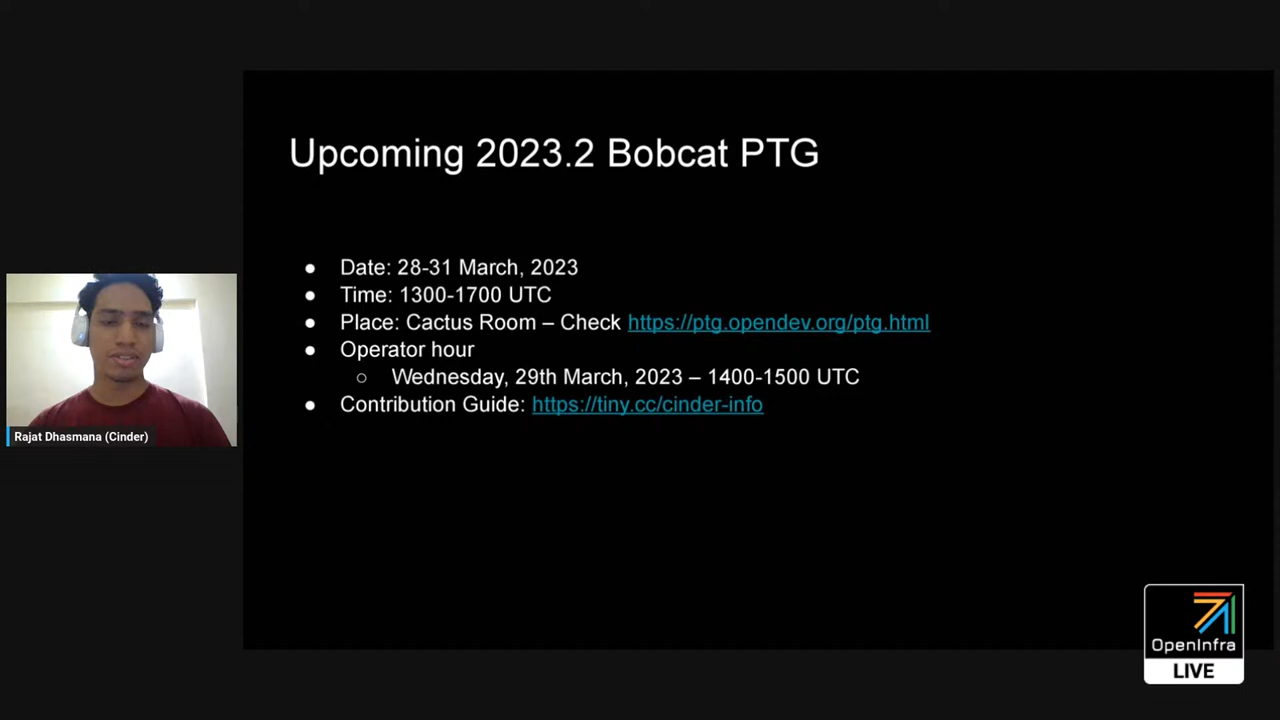 Upcoming 2023.2 Bobcat PTG
● Date: 28-31 March, 2023
● Time: 1300-1700 UTC
● Place: Cactus Room – Check https://ptg.opendev.org/ptg.html
● Operator hour
○ Wednesday, 29th March, 2023 – 1400-1500 UTC
● Contribution Guide: https://tiny.cc/cinder-info
Rajat Dhasmana (Cinder)
OpenInfra
LIVE